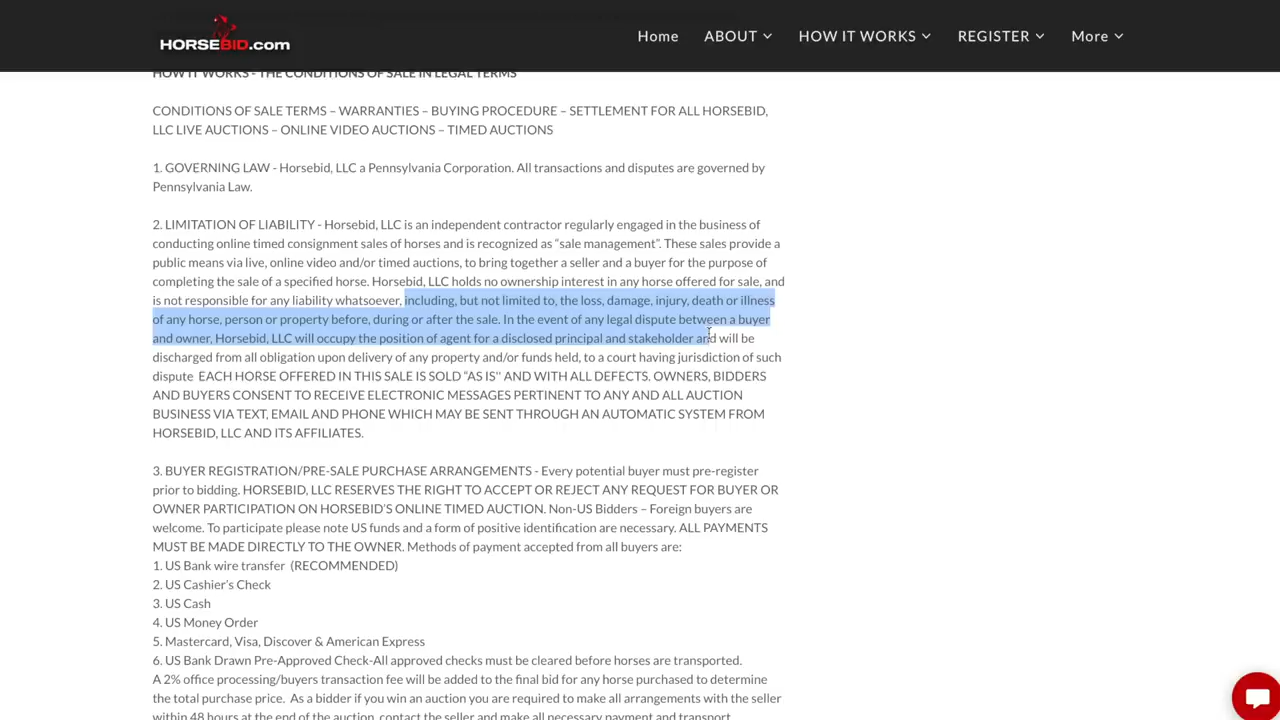 HORSEBID.com
Home
ABOUT
HOW IT WORKS
REGISTER
More
HOW IT WORKS - THE CONDITIONS OF SALE IN LEGAL TERMS
CONDITIONS OF SALE TERMS – WARRANTIES – BUYING PROCEDURE – SETTLEMENT FOR ALL HORSEBID,
LLC LIVE AUCTIONS – ONLINE VIDEO AUCTIONS – TIMED AUCTIONS
1. GOVERNING LAW - Horsebid, LLC a Pennsylvania Corporation. All transactions and disputes are governed by
Pennsylvania Law.
2. LIMITATION OF LIABILITY - Horsebid, LLC is an independent contractor regularly engaged in the business of
conducting online timed consignment sales of horses and is recognized as “sale management”. These sales provide a
public means via live, online video and/or timed auctions, to bring together a seller and a buyer for the purpose of
completing the sale of a specified horse. Horsebid, LLC holds no ownership interest in any horse offered for sale, and
is not responsible for any liability whatsoever, including, but not limited to, the loss, damage, injury, death or illness
of any horse, person or property before, during or after the sale. In the event of any legal dispute between a buyer
and owner, Horsebid, LLC will occupy the position of agent for a disclosed principal and stakeholder and will be
discharged from all obligation upon delivery of any property and/or funds held, to a court having jurisdiction of such
dispute  EACH HORSE OFFERED IN THIS SALE IS SOLD “AS IS'' AND WITH ALL DEFECTS. OWNERS, BIDDERS
AND BUYERS CONSENT TO RECEIVE ELECTRONIC MESSAGES PERTINENT TO ANY AND ALL AUCTION
BUSINESS VIA TEXT, EMAIL AND PHONE WHICH MAY BE SENT THROUGH AN AUTOMATIC SYSTEM FROM
HORSEBID, LLC AND ITS AFFILIATES.
3. BUYER REGISTRATION/PRE-SALE PURCHASE ARRANGEMENTS - Every potential buyer must pre-register
prior to bidding. HORSEBID, LLC RESERVES THE RIGHT TO ACCEPT OR REJECT ANY REQUEST FOR BUYER OR
OWNER PARTICIPATION ON HORSEBID’S ONLINE TIMED AUCTION. Non-US Bidders – Foreign buyers are
welcome. To participate please note US funds and a form of positive identification are necessary. ALL PAYMENTS
MUST BE MADE DIRECTLY TO THE OWNER. Methods of payment accepted from all buyers are:
1. US Bank wire transfer  (RECOMMENDED)
2. US Cashier’s Check
3. US Cash
4. US Money Order
5. Mastercard, Visa, Discover & American Express
6. US Bank Drawn Pre-Approved Check-All approved checks must be cleared before horses are transported.
A 2% office processing/buyers transaction fee will be added to the final bid for any horse purchased to determine
the total purchase price.  As a bidder if you win an auction you are required to make all arrangements with the seller
within 48 hours at the end of the auction, contact the seller and make all necessary payment and transport